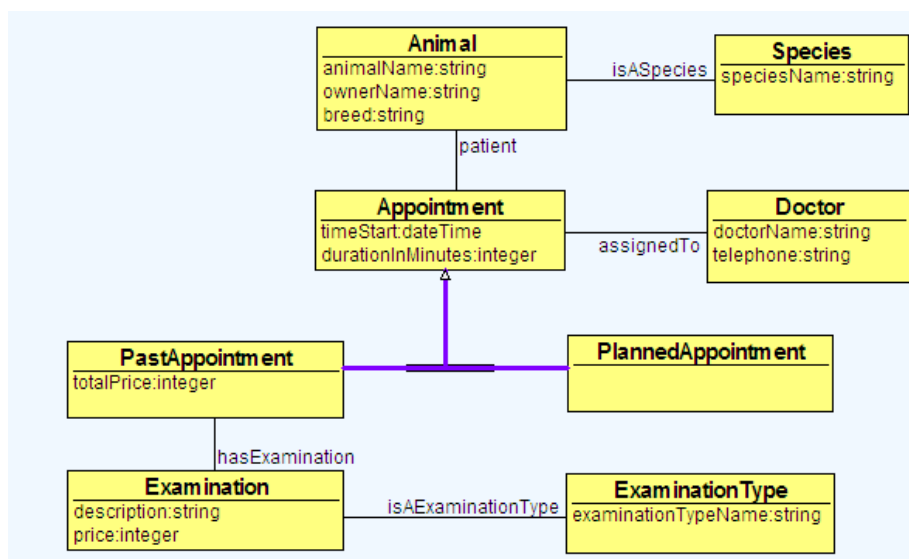 Animal
animalName:string
ownerName:string
breed:string
isASpecies
Species
speciesName:string
patient
Appointment
timeStart:dateTime
durationInMinutes:integer
assignedTo
Doctor
doctorName:string
telephone:string
PastAppointment
totalPrice:integer
PlannedAppointment
hasExamination
Examination
description:string
price:integer
isAExaminationType
ExaminationType
examinationTypeName:string